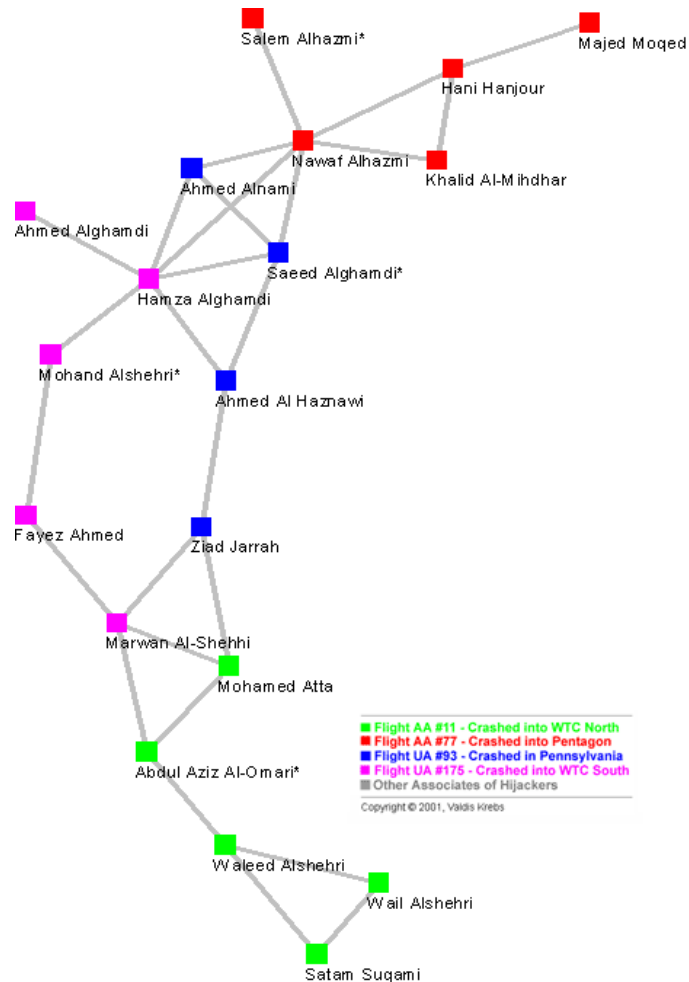 Salem Alhazmi*
Majed Moqed
Hani Hanjour
Nawaf Alhazmi
Khalid Al-Mihdhar
Ahmed Alnami
Ahmed Alghamdi
Saeed Alghamdi*
Hamza Alghamdi
Mohand Alshehri*
Ahmed Al Haznawi
Fayez Ahmed
Ziad Jarrah
Marwan Al-Shehhi
Mohamed Atta
Flight AA #11 - Crashed into WTC North
Flight AA #77 - Crashed into Pentagon
Flight UA #93 - Crashed in Pennsylvania
Flight UA #175 - Crashed into WTC South
Other Associates of Hijackers
Copyright © 2001, Valdis Krebs
Abdul Aziz Al-Omari*
Waleed Alshehri
Wail Alshehri
Satam Suqami